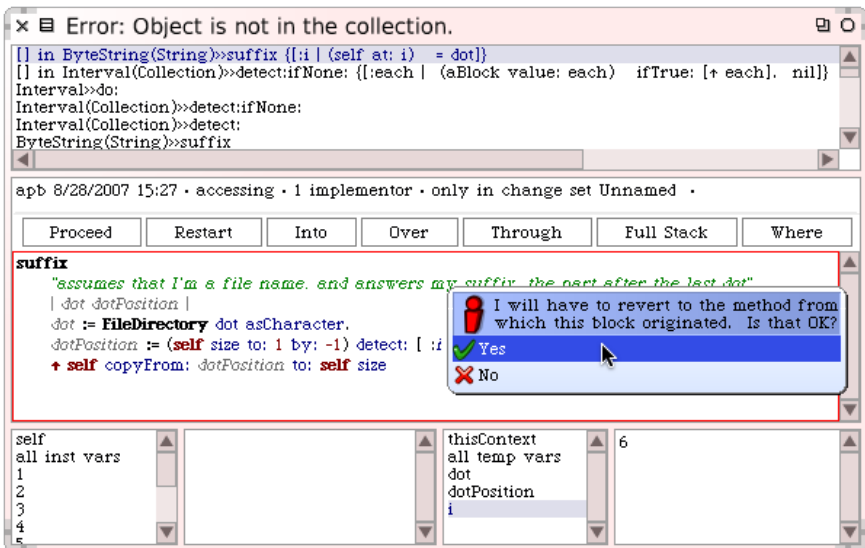 Error: Object is not in the collection.
[] in ByteString(String)»suffix {[:i | (self at: i)  = dot]}
[] in Interval(Collection)»detect:ifNone: {[:each |  (aBlock value: each)  ifTrue: [↑ each].  nil]}
Interval»do:
Interval(Collection)»detect:ifNone:
Interval(Collection)»detect:
ByteString(String)»suffix
apb 8/28/2007 15:27 · accessing · 1 implementor · only in change set Unnamed ·
Proceed Restart Into Over Through Full Stack Where
suffix
"assumes that I'm a file name, and answers my suffix, the part after the last dot"
| dot dotPosition |
dot := FileDirectory dot asCharacter.
dotPosition := (self size to: 1 by: -1) detect: [ :i
↑ self copyFrom: dotPosition to: self size
I will have to revert to the method from
which this block originated.  Is that OK?
Yes
No
self
all inst vars
1
2
3
4
5
thisContext
all temp vars
dot
dotPosition
i
6